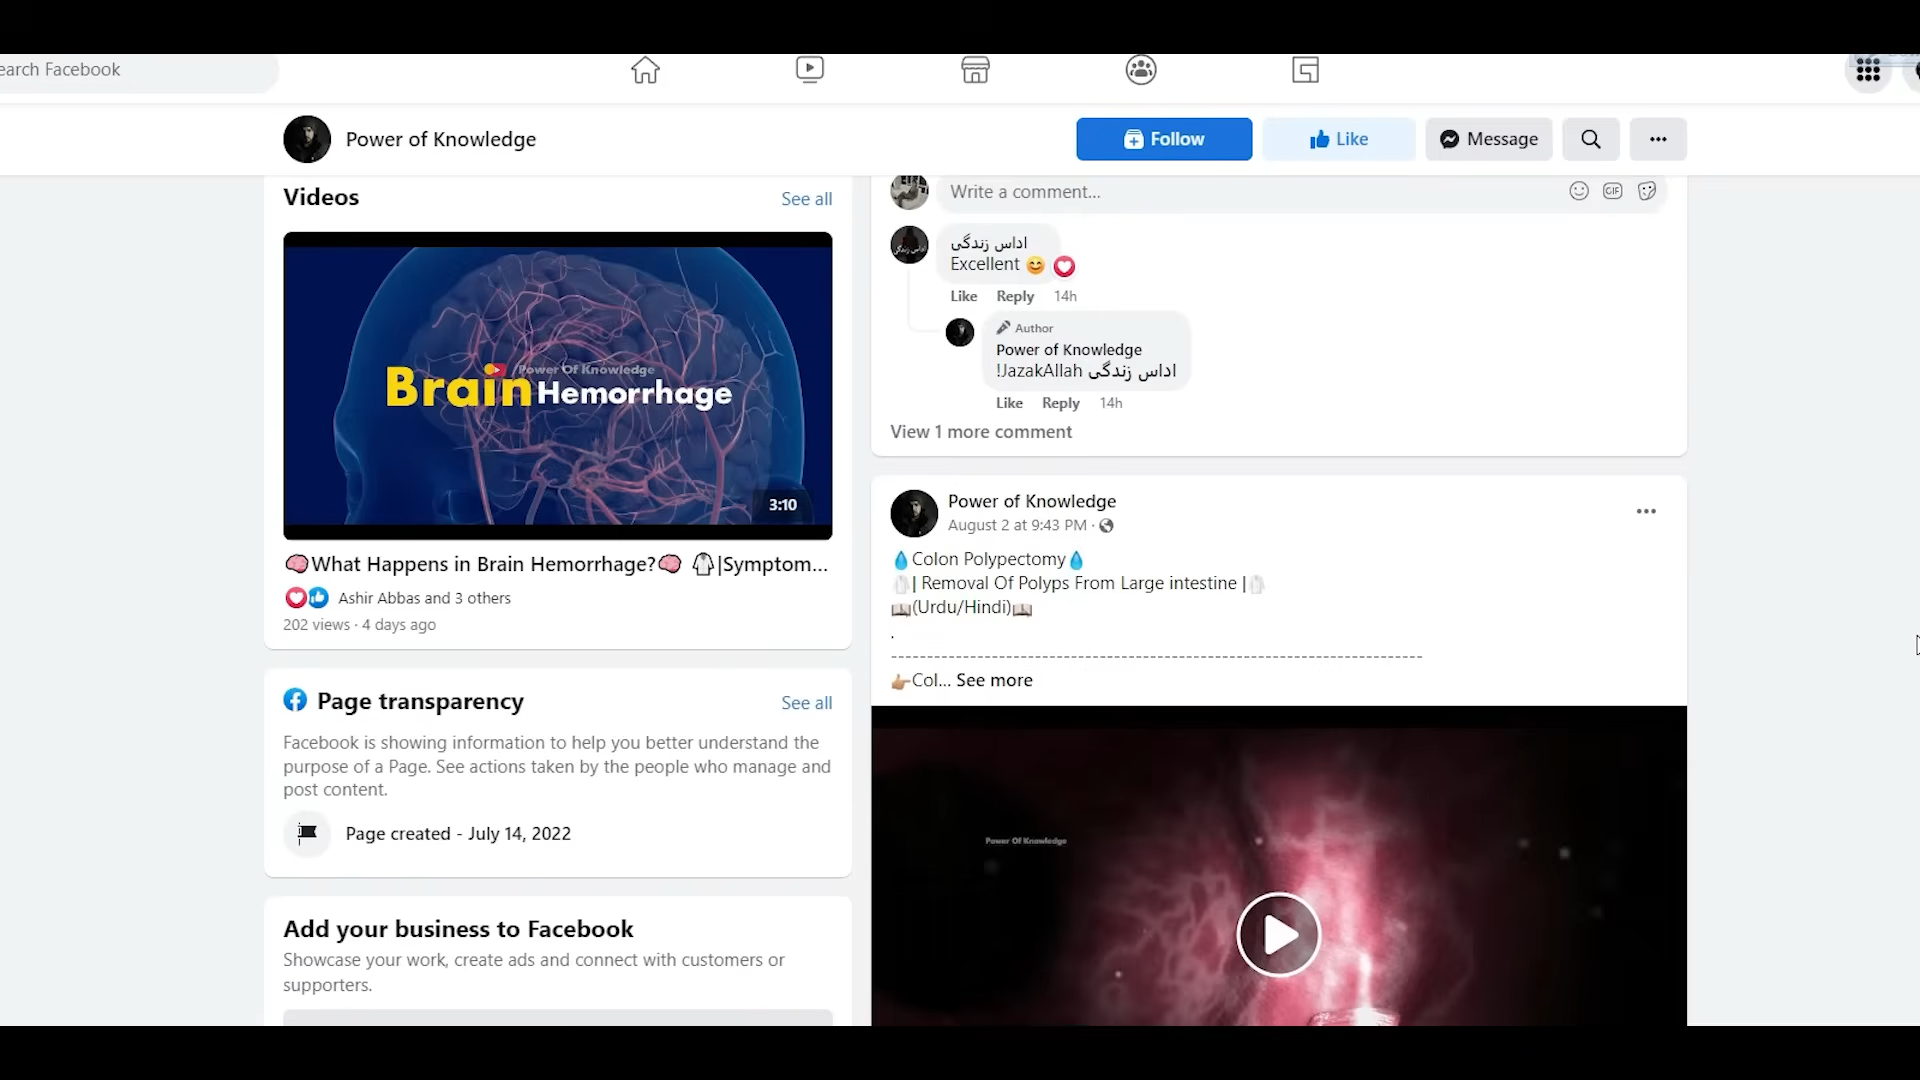 earch Facebook
Power of Knowledge
Follow
Like
Message
Videos
See all
Power Of Knowledge
Brain Hemorrhage
3:10
🧠What Happens in Brain Hemorrhage?🧠 🥼|Symptom...
Ashir Abbas and 3 others
202 views · 4 days ago
Page transparency
See all
Facebook is showing information to help you better understand the
purpose of a Page. See actions taken by the people who manage and
post content.
Page created - July 14, 2022
Add your business to Facebook
Showcase your work, create ads and connect with customers or
supporters.
Write a comment...
GIF
اداس زندگی
Excellent 😊
Like Reply 14h
Author
Power of Knowledge
!JazakAllah اداس زندگی
Like Reply 14h
View 1 more comment
Power of Knowledge
August 2 at 9:43 PM ·
💧Colon Polypectomy💧
🥼| Removal Of Polyps From Large intestine |🥼
📖(Urdu/Hindi)📖
.
--------------------------------------------------------------------------
👉🏽Col... See more
Power Of Knowledge